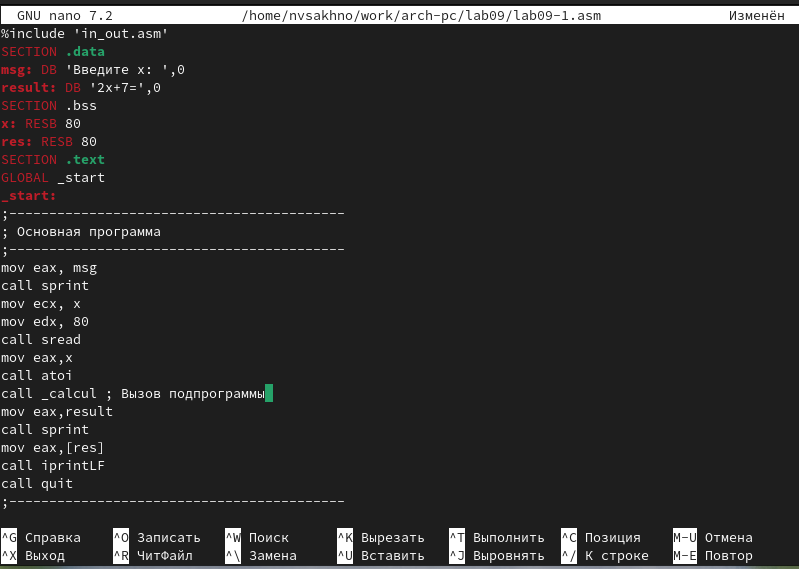 GNU nano 7.2 /home/nvsakhno/work/arch-pc/lab09/lab09-1.asm Изменён
%include 'in_out.asm'
SECTION .data
msg: DB 'Введите x: ',0
result: DB '2x+7=',0
SECTION .bss
x: RESB 80
res: RESB 80
SECTION .text
GLOBAL _start
_start:
;------------------------------------------
; Основная программа
;------------------------------------------
mov eax, msg
call sprint
mov ecx, x
mov edx, 80
call sread
mov eax,x
call atoi
call _calcul ; Вызов подпрограммы
mov eax,result
call sprint
mov eax,[res]
call iprintLF
call quit
;------------------------------------------
^G Справка ^O Записать ^W Поиск ^K Вырезать ^T Выполнить ^C Позиция M-U Отмена
^X Выход ^R ЧитФайл ^\ Замена ^U Вставить ^J Выровнять ^/ К строке M-E Повтор